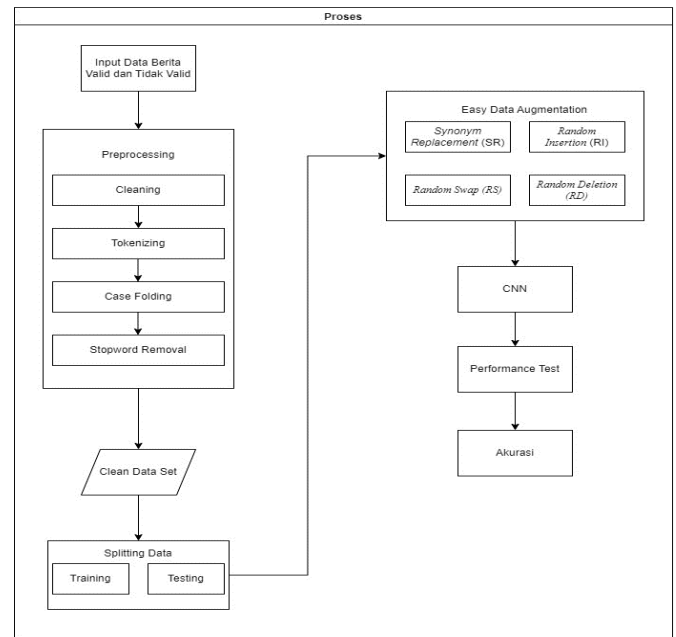 Proses
Input Data Berita
Valid dan Tidak Valid
Preprocessing
Cleaning
Tokenizing
Case Folding
Stopword Removal
Clean Data Set
Splitting Data
Training
Testing
Easy Data Augmentation
Synonym
Replacement (SR)
Random
Insertion (RI)
Random Swap (RS)
Random Deletion
(RD)
CNN
Performance Test
Akurasi